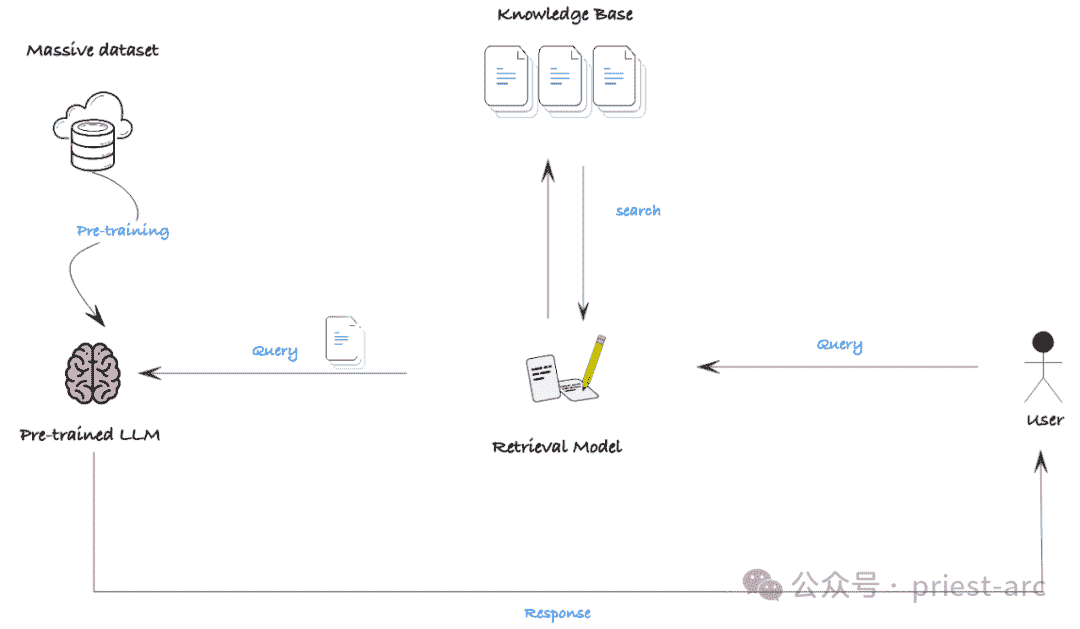 Knowledge Base
Massive dataset
search
Pre-training
Query
Query
User
Pre-trained LLM
Retrieval Model
公众号 · priest-arc
Response